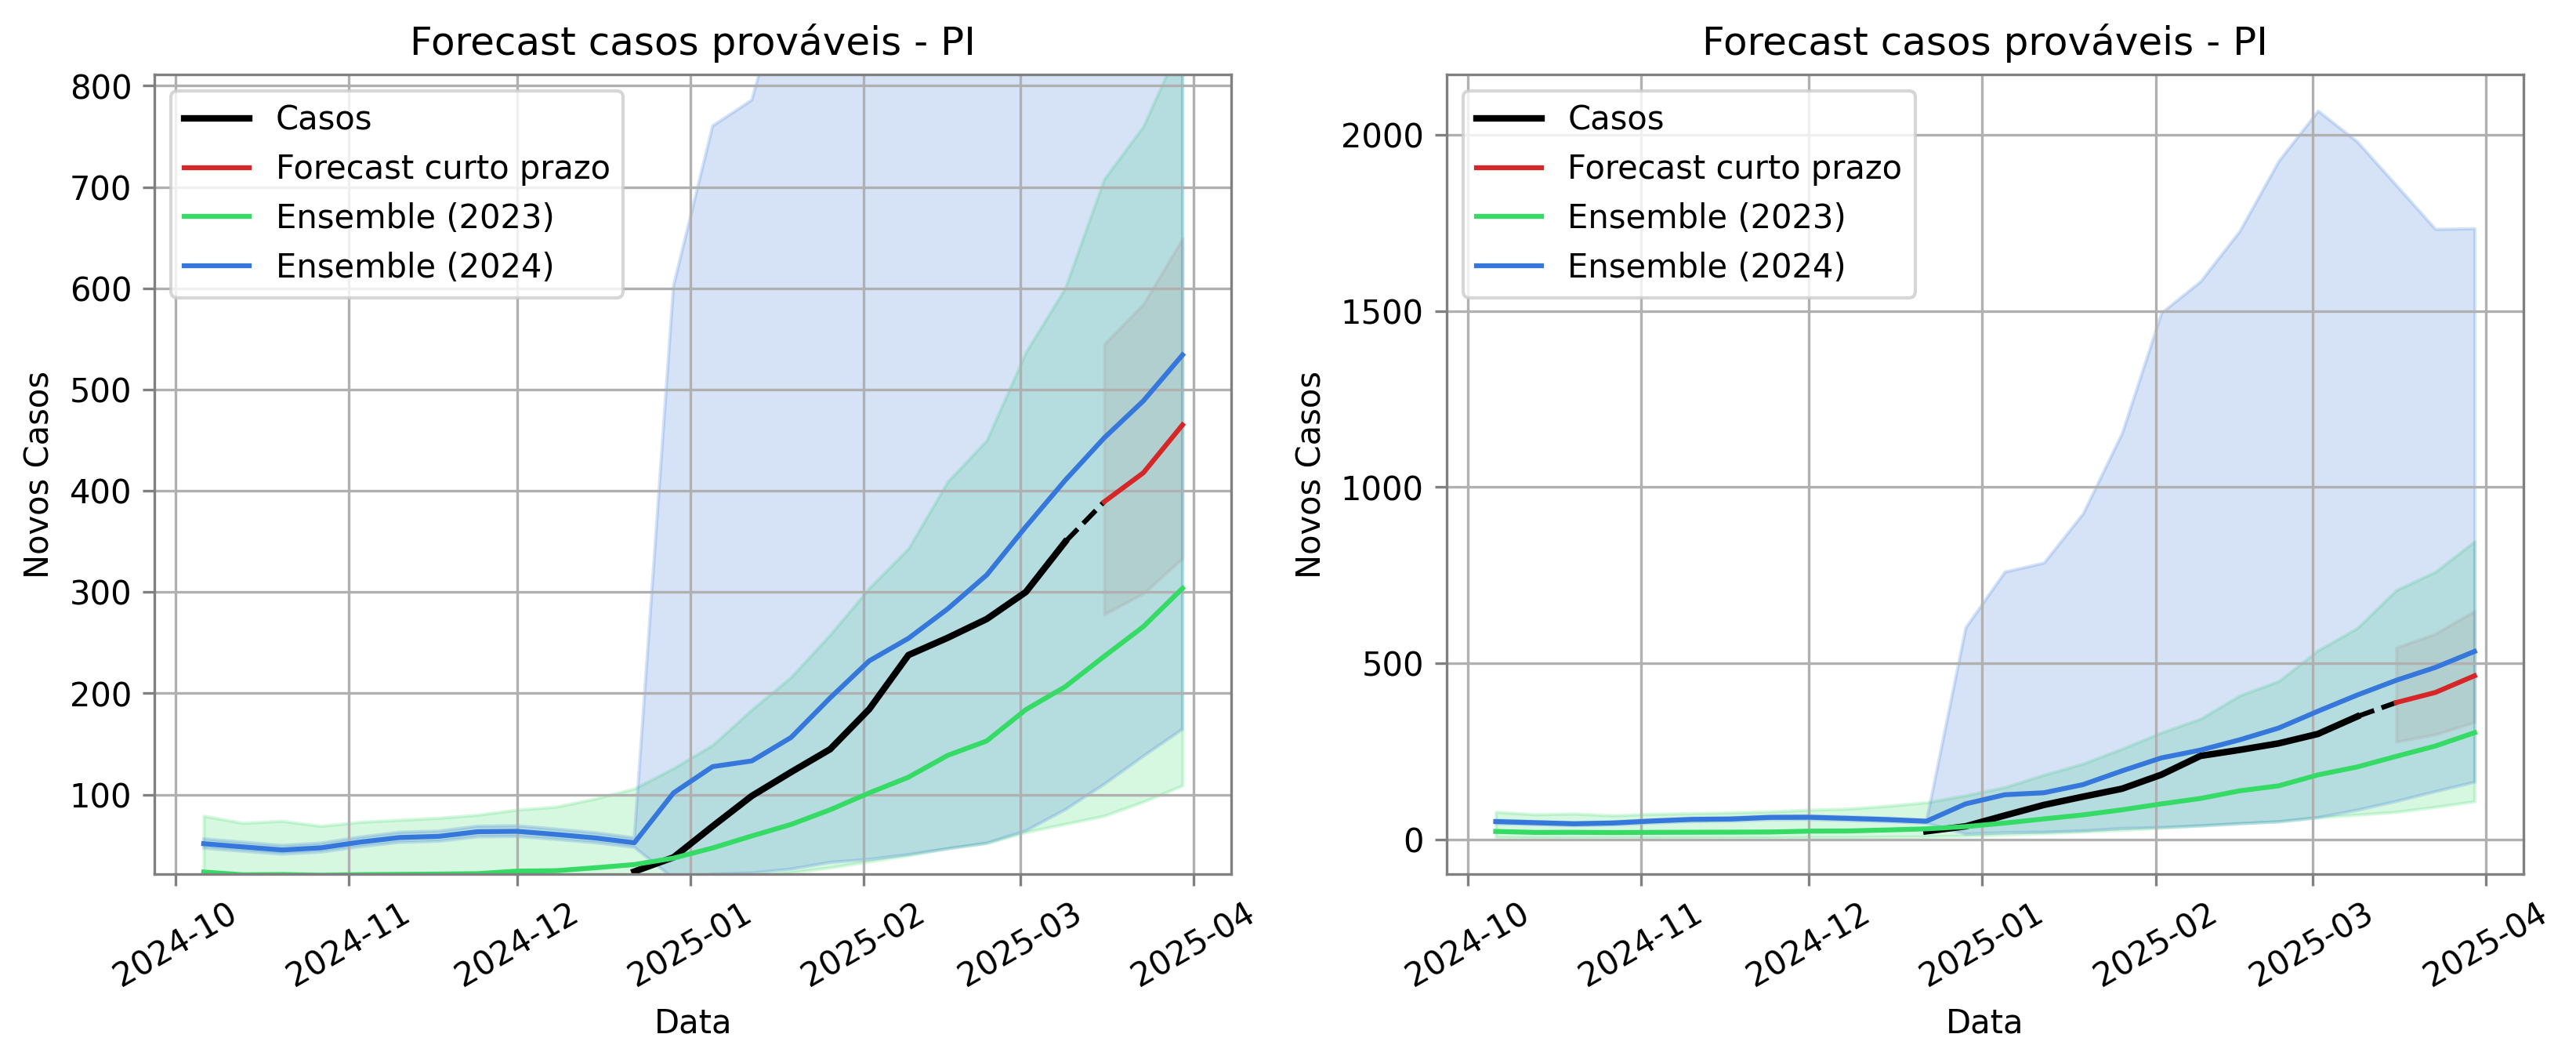 Forecast casos prováveis - PI
800
700
600
500
400
300
200
100
Novos Casos
Casos
Forecast curto prazo
Ensemble (2023)
Ensemble (2024)
2024-10
2024-11
2024-12
2025-01
2025-02
2025-03
2025-04
Data
Forecast casos prováveis - PI
2000
1500
1000
500
0
Novos Casos
Casos
Forecast curto prazo
Ensemble (2023)
Ensemble (2024)
2024-10
2024-11
2024-12
2025-01
2025-02
2025-03
2025-04
Data